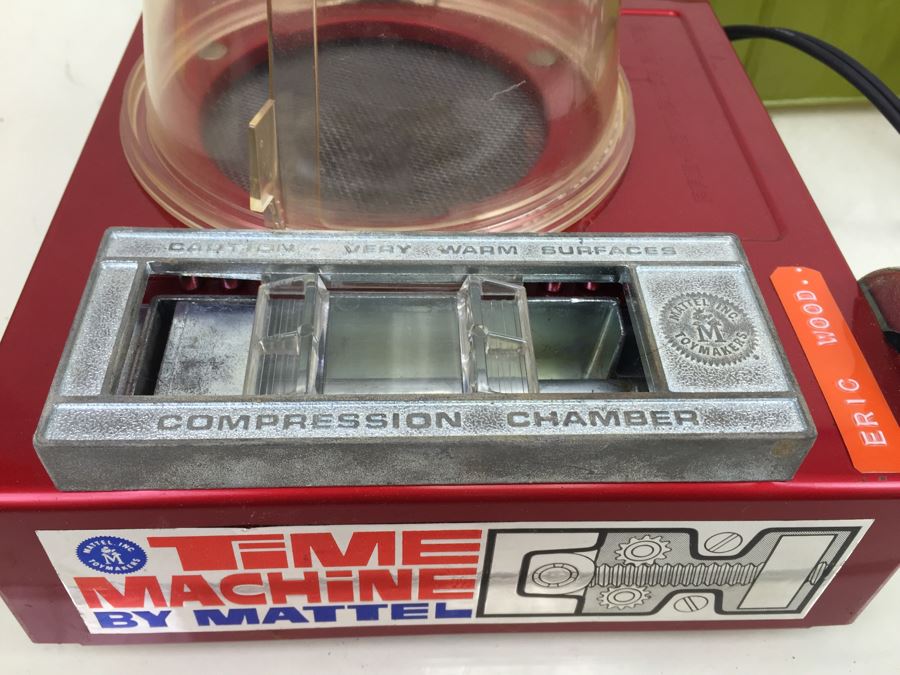 CAUTION - VERY WARM SURFACES
MATTEL, INC.
M
TOYMAKERS
COMPRESSION CHAMBER
ERIC WOOD.
MATTEL, INC.
M
TOYMAKERS
TiME
MACHiNE
BY MATTEL